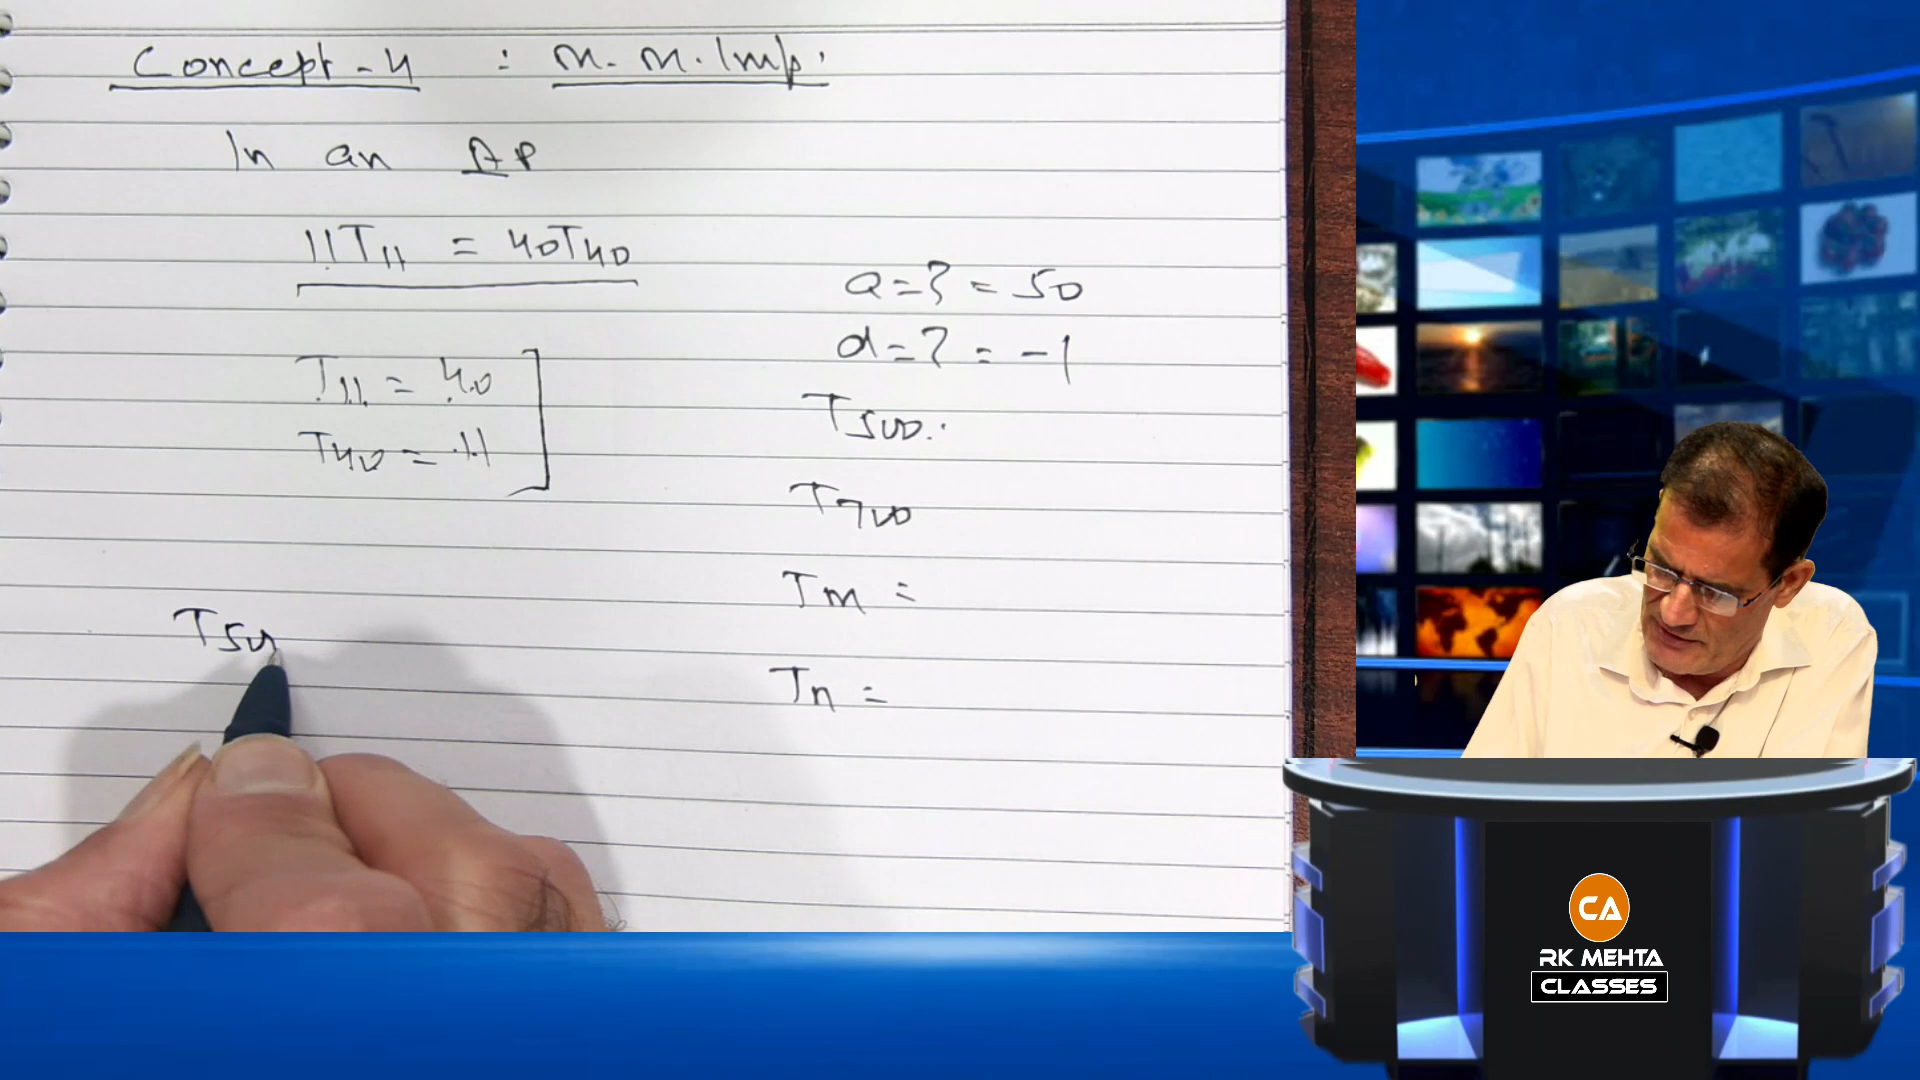 Concept-4 : M.M.Imp.
In an AP
11T11 = 40T40
T11 = 40
T40 = 11
T500
a=? = 50
d=? = -1
T500.
T700
Tm =
Tn =
CA
RK MEHTA
CLASSES